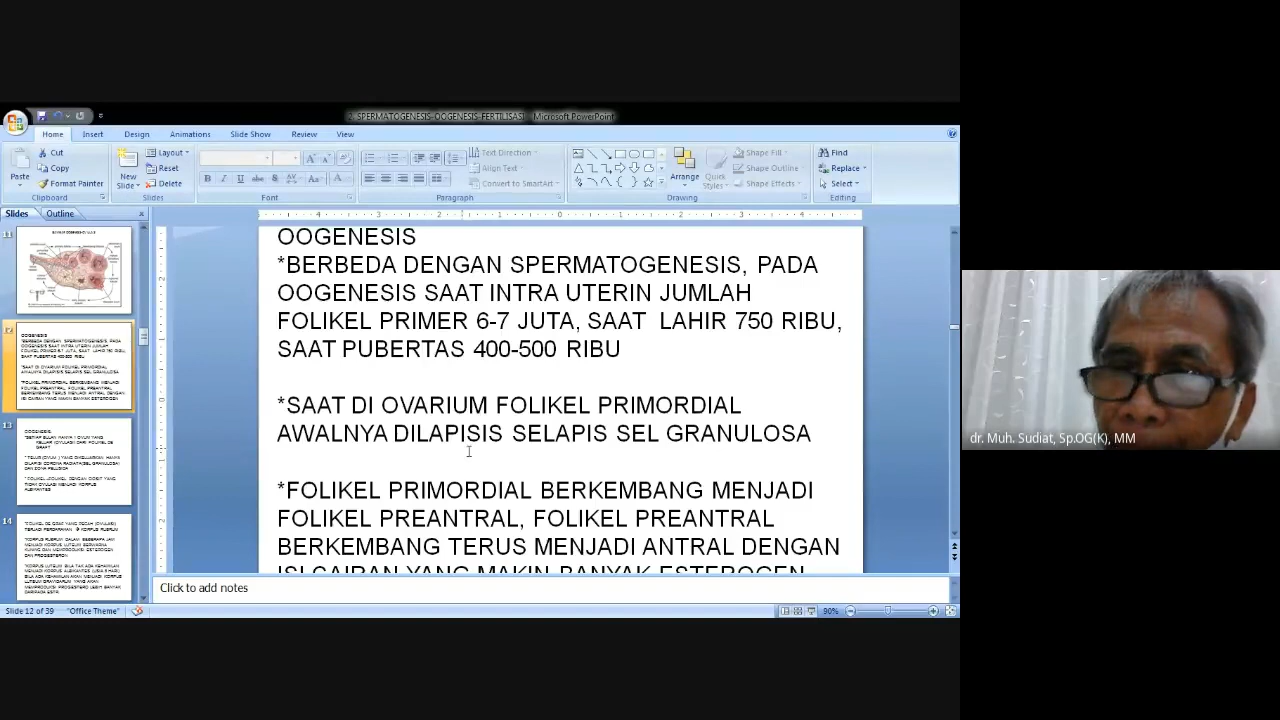 2. SPERMATOGENESIS-OOGENESIS-FERTILISASI - Microsoft PowerPoint
Home Insert Design Animations Slide Show Review View
Paste
Cut
Copy
Format Painter
Clipboard
New Slide
Layout
Reset
Delete
Slides
Font
Text Direction
Align Text
Convert to SmartArt
Paragraph
Arrange
Quick Styles
Shape Fill
Shape Outline
Shape Effects
Drawing
Find
Replace
Select
Editing
Slides Outline
11
12
13
14
OOGENESIS
*BERBEDA DENGAN SPERMATOGENESIS, PADA
OOGENESIS SAAT INTRA UTERIN JUMLAH
FOLIKEL PRIMER 6-7 JUTA, SAAT LAHIR 750 RIBU,
SAAT PUBERTAS 400-500 RIBU
*SAAT DI OVARIUM FOLIKEL PRIMORDIAL
AWALNYA DILAPISIS SELAPIS SEL GRANULOSA
*FOLIKEL PRIMORDIAL BERKEMBANG MENJADI
FOLIKEL PREANTRAL, FOLIKEL PREANTRAL
BERKEMBANG TERUS MENJADI ANTRAL DENGAN
ISI CAIRAN YANG MAKIN BANYAK ESTEROGEN
Click to add notes
Slide 12 of 39 "Office Theme" 90%
dr. Muh. Sudiat, Sp.OG(K), MM